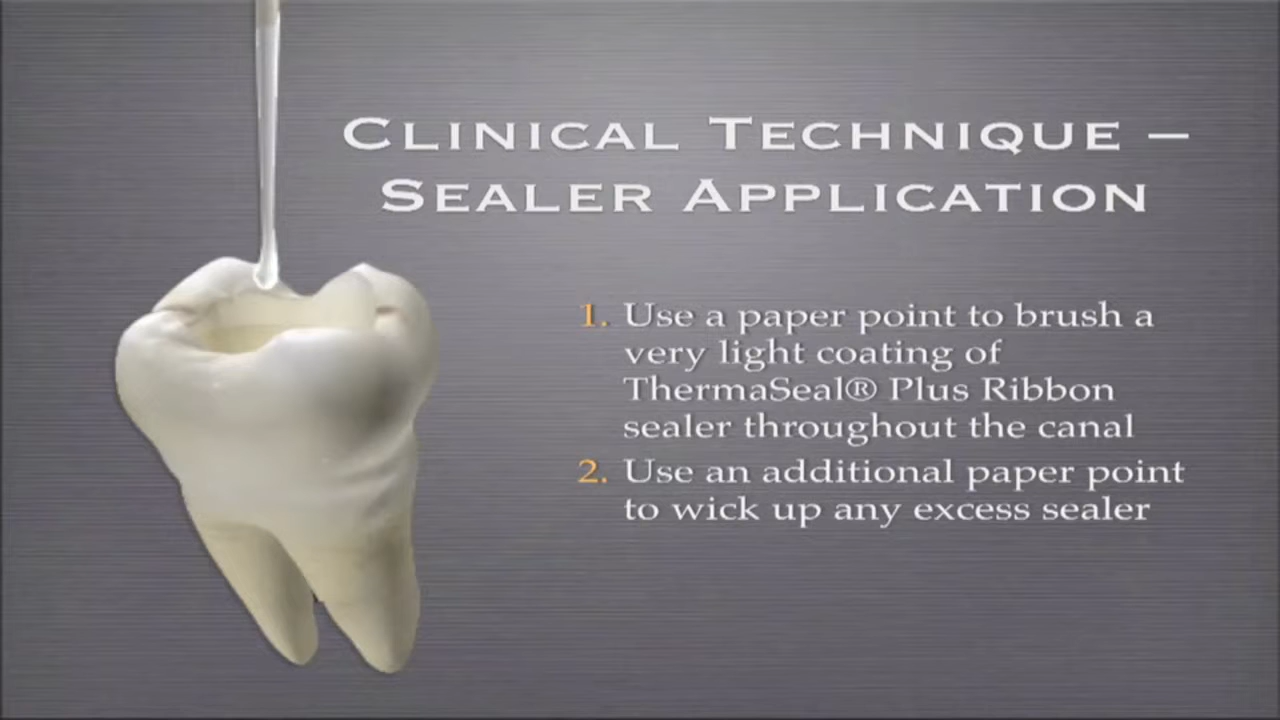 CLINICAL TECHNIQUE –
SEALER APPLICATION
1. Use a paper point to brush a
very light coating of
ThermaSeal® Plus Ribbon
sealer throughout the canal
2. Use an additional paper point
to wick up any excess sealer